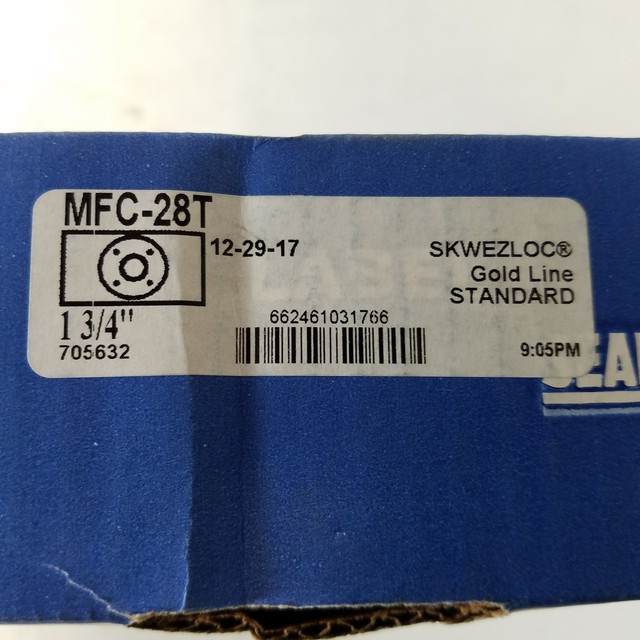 MFC-28T
12-29-17
SKWEZLOC®
Gold Line
STANDARD
1 3/4"
705632
662461031766
9:05PM